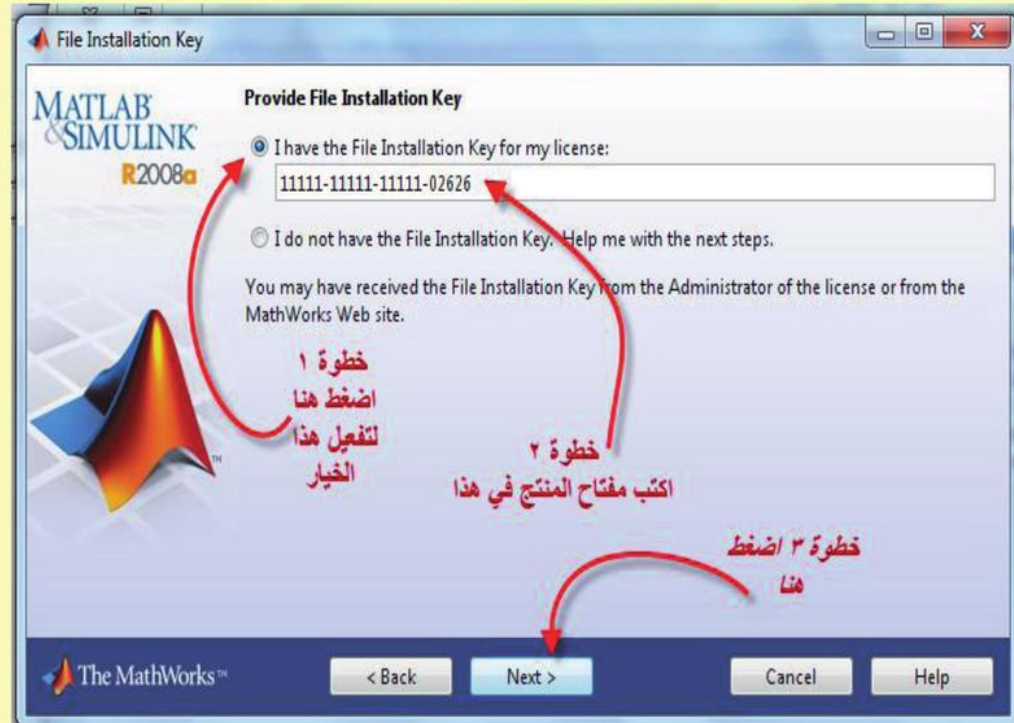 File Installation Key
MATLAB
&SIMULINK
R2008a
Provide File Installation Key
I have the File Installation Key for my license:
11111-11111-11111-02626
I do not have the File Installation Key. Help me with the next steps.
You may have received the File Installation Key from the Administrator of the license or from the
MathWorks Web site.
خطوة ١
اضغط هنا
لتفعيل هذا
الخيار
خطوة ٢
اكتب مفتاح المنتج في هذا
خطوة ٣ اضغط
هنا
TM
The MathWorks™
< Back
Next >
Cancel
Help